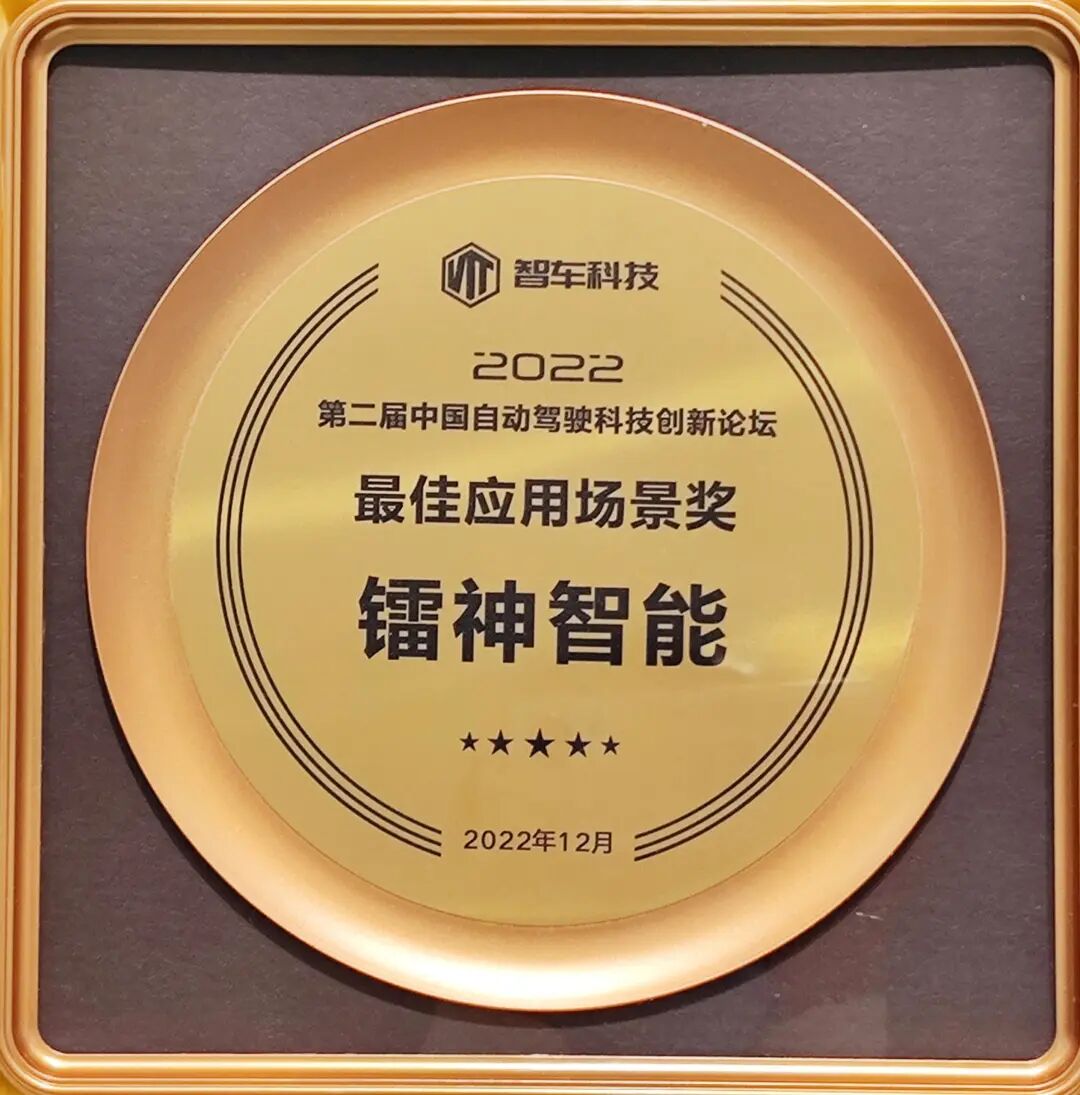 智车科技
2022
第二届中国自动驾驶科技创新论坛
最佳应用场景奖
镭神智能
2022年12月